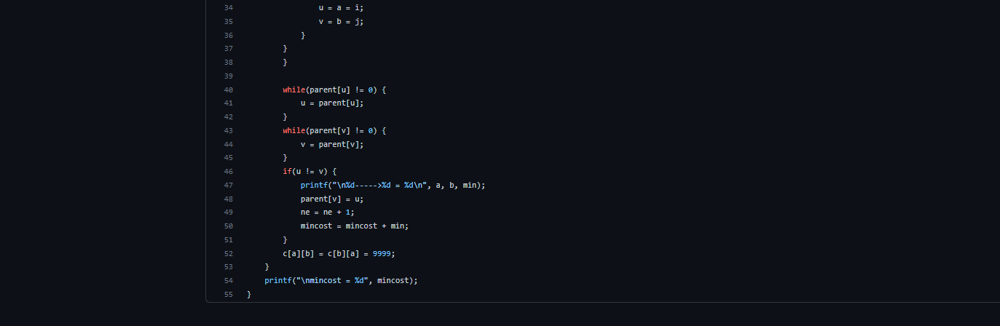 34 u = a = i;
35 v = b = j;
36 }
37 }
38 }
39
40 while(parent[u] != 0) {
41 u = parent[u];
42 }
43 while(parent[v] != 0) {
44 v = parent[v];
45 }
46 if(u != v) {
47 printf("\n%d----->%d = %d\n", a, b, min);
48 parent[v] = u;
49 ne = ne + 1;
50 mincost = mincost + min;
51 }
52 c[a][b] = c[b][a] = 9999;
53 }
54 printf("\nmincost = %d", mincost);
55 }